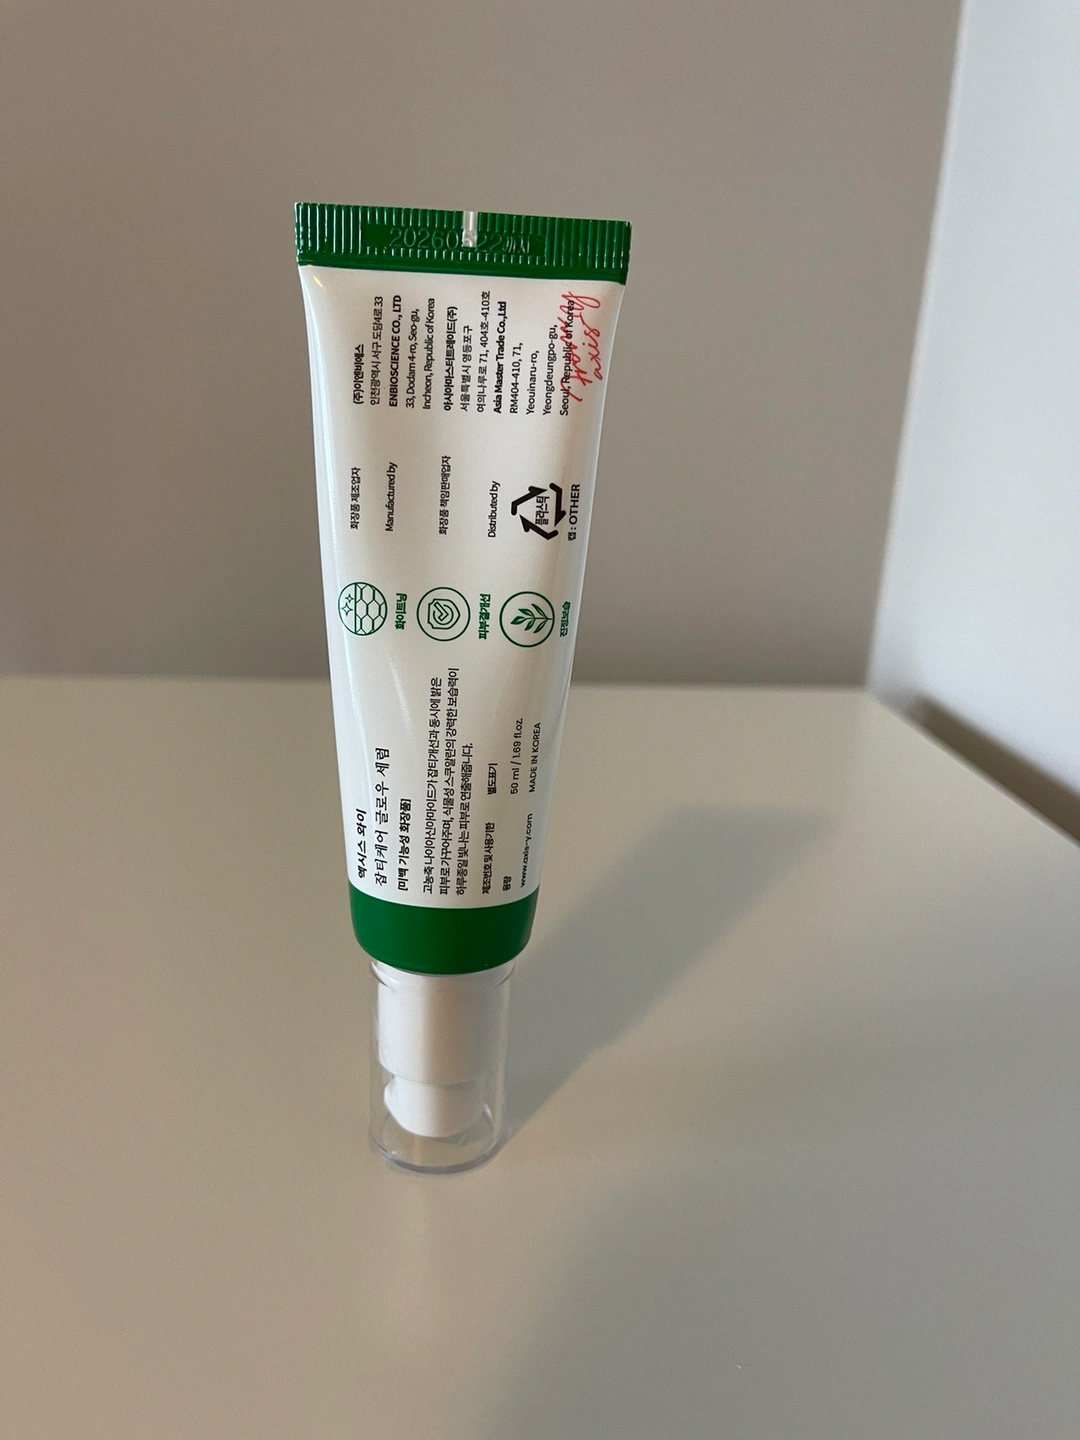 엑시스 와이
잡티케어 글로우 세럼
[미백 기능성 화장품]
고농축 나이아신아마이드가 잡티개선과 동시에 밝은
피부로 가꾸어주며, 식물성 스쿠알란의 강력한 보습력이
하루종일 빛나는 피부로 연출해줍니다.
제조번호 및 사용기한 별도표기
용량 50 ml / 1.69 fl.oz.
www.axis-y.com MADE IN KOREA
화이트닝
피부결개선
진정보습
화장품 제조업자
(주)이엔비에스
인천광역시 서구 도담4로 33
Manufactured by
ENBIOSCIENCE CO., LTD
33, Dodam 4-ro, Seo-gu,
Incheon, Republic of Korea
화장품 책임판매업자
아시아마스터트레이드(주)
서울특별시 영등포구
여의나루로 71, 404호-410호
Distributed by
Asia Master Trade Co.,Ltd
RM404-410, 71,
Yeouinaru-ro,
Yeongdeungpo-gu,
Seoul, Republic of Korea
플라스틱
캡 : OTHER
axis-y